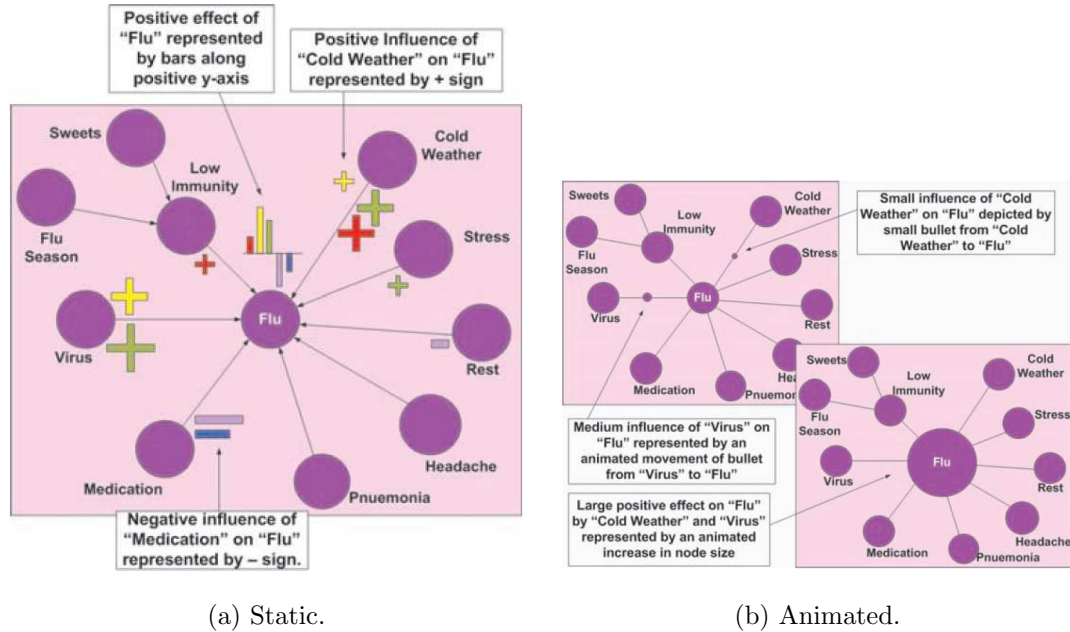 Positive effect of
“Flu” represented
by bars along
positive y-axis
Positive Influence of
“Cold Weather” on “Flu”
represented by + sign
Sweets
Cold
Weather
Low
Immunity
Flu
Season
Stress
Flu
Virus
Rest
Medication
Headache
Pnuemonia
Negative influence of
“Medication” on “Flu”
represented by – sign.
(a) Static.
Sweets
Cold
Weather
Low
Immunity
Flu
Season
Stress
Flu
Virus
Rest
Medication
Hea
Pnuemonia
Small influence of “Cold
Weather” on “Flu” depicted by
small bullet from “Cold
Weather” to “Flu”
Medium influence of “Virus” on
“Flu” represented by an
animated movement of bullet
from “Virus” to “Flu”
Large positive effect on “Flu”
by “Cold Weather” and “Virus”
represented by an animated
increase in node size
Sweets
Cold
Weather
Low
Immunity
Flu
Season
Stress
Flu
Virus
Rest
Headache
Medication
Pnuemonia
(b) Animated.